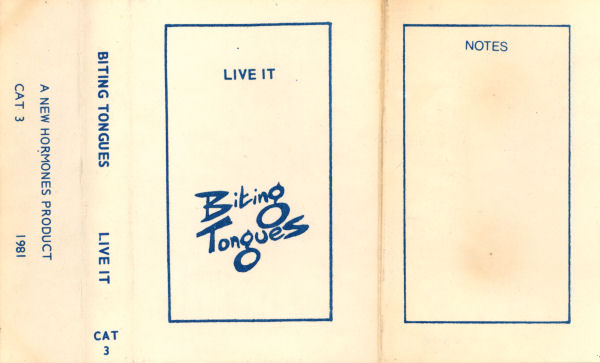 A NEW HORMONES PRODUCT
CAT 3
1981
BITING TONGUES
LIVE IT
CAT
3
LIVE IT
Biting
Tongues
NOTES